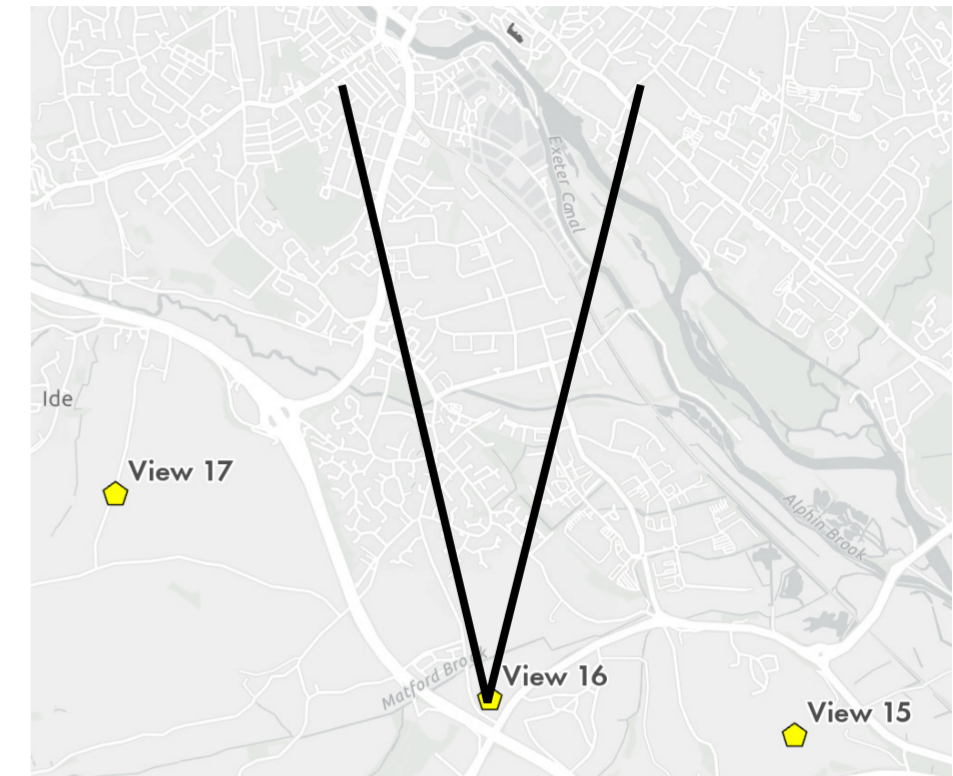 Exeter Canal
Ide
View 17
Alphin Brook
View 16
Matford Brook
View 15